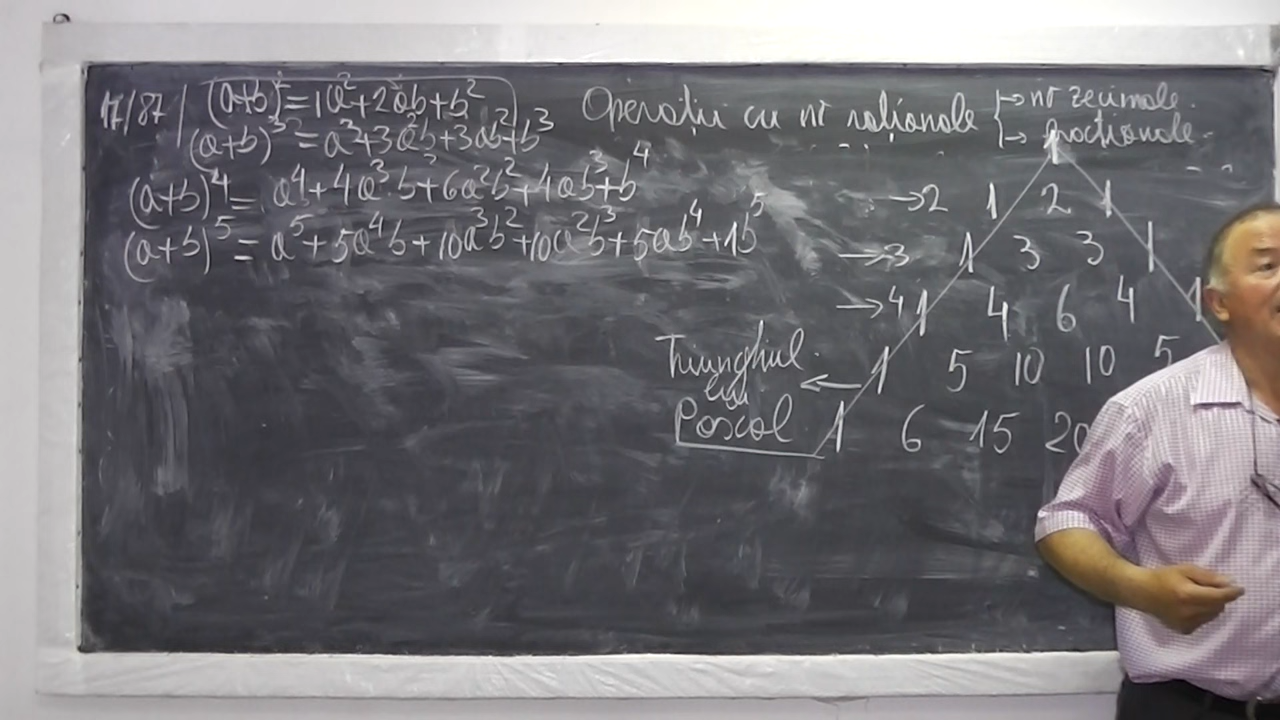 17/87 | (a+b)² = 1a²+2ab+b²
(a+b)³ = a³+3a²b+3ab²+b³
(a+b)⁴ = a⁴+4a³b+6a²b²+4ab³+b⁴
(a+b)⁵ = a⁵+5a⁴b+10a³b²+10a²b³+5ab⁴+1b⁵
Operații cu nr raționale { → nr zecimale.
→ fracționale.
1
→2 1 2 1
→3 1 3 3 1
→4 1 4 6 4 1
1 5 10 10 5
1 6 15 20
Triunghiul
lui
Pascal